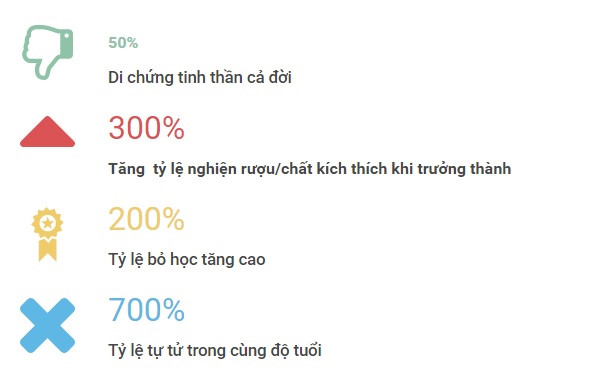 50%
Di chứng tinh thần cả đời
300%
Tăng tỷ lệ nghiện rượu/chất kích thích khi trưởng thành
200%
Tỷ lệ bỏ học tăng cao
700%
Tỷ lệ tự tử trong cùng độ tuổi